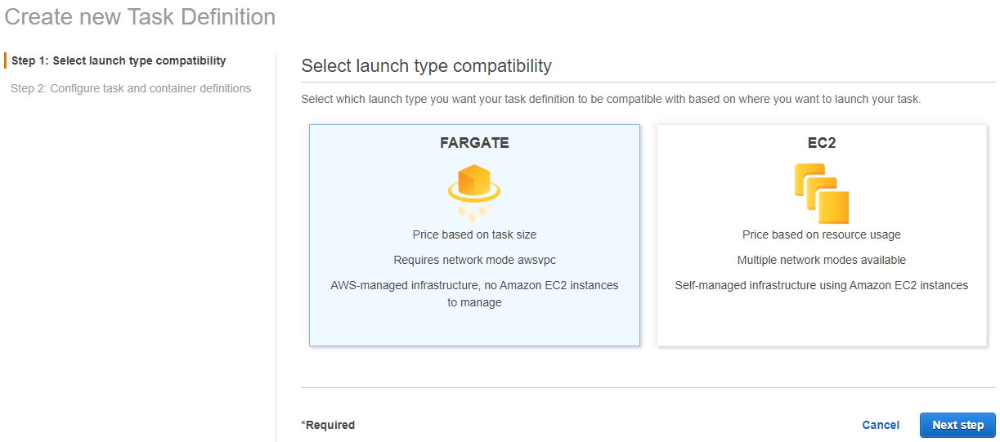 Create new Task Definition
Step 1: Select launch type compatibility
Step 2: Configure task and container definitions
Select launch type compatibility
Select which launch type you want your task definition to be compatible with based on where you want to launch your task.
FARGATE
Price based on task size
Requires network mode awsvpc
AWS-managed infrastructure, no Amazon EC2 instances
to manage
EC2
Price based on resource usage
Multiple network modes available
Self-managed infrastructure using Amazon EC2 instances
*Required
Cancel
Next step